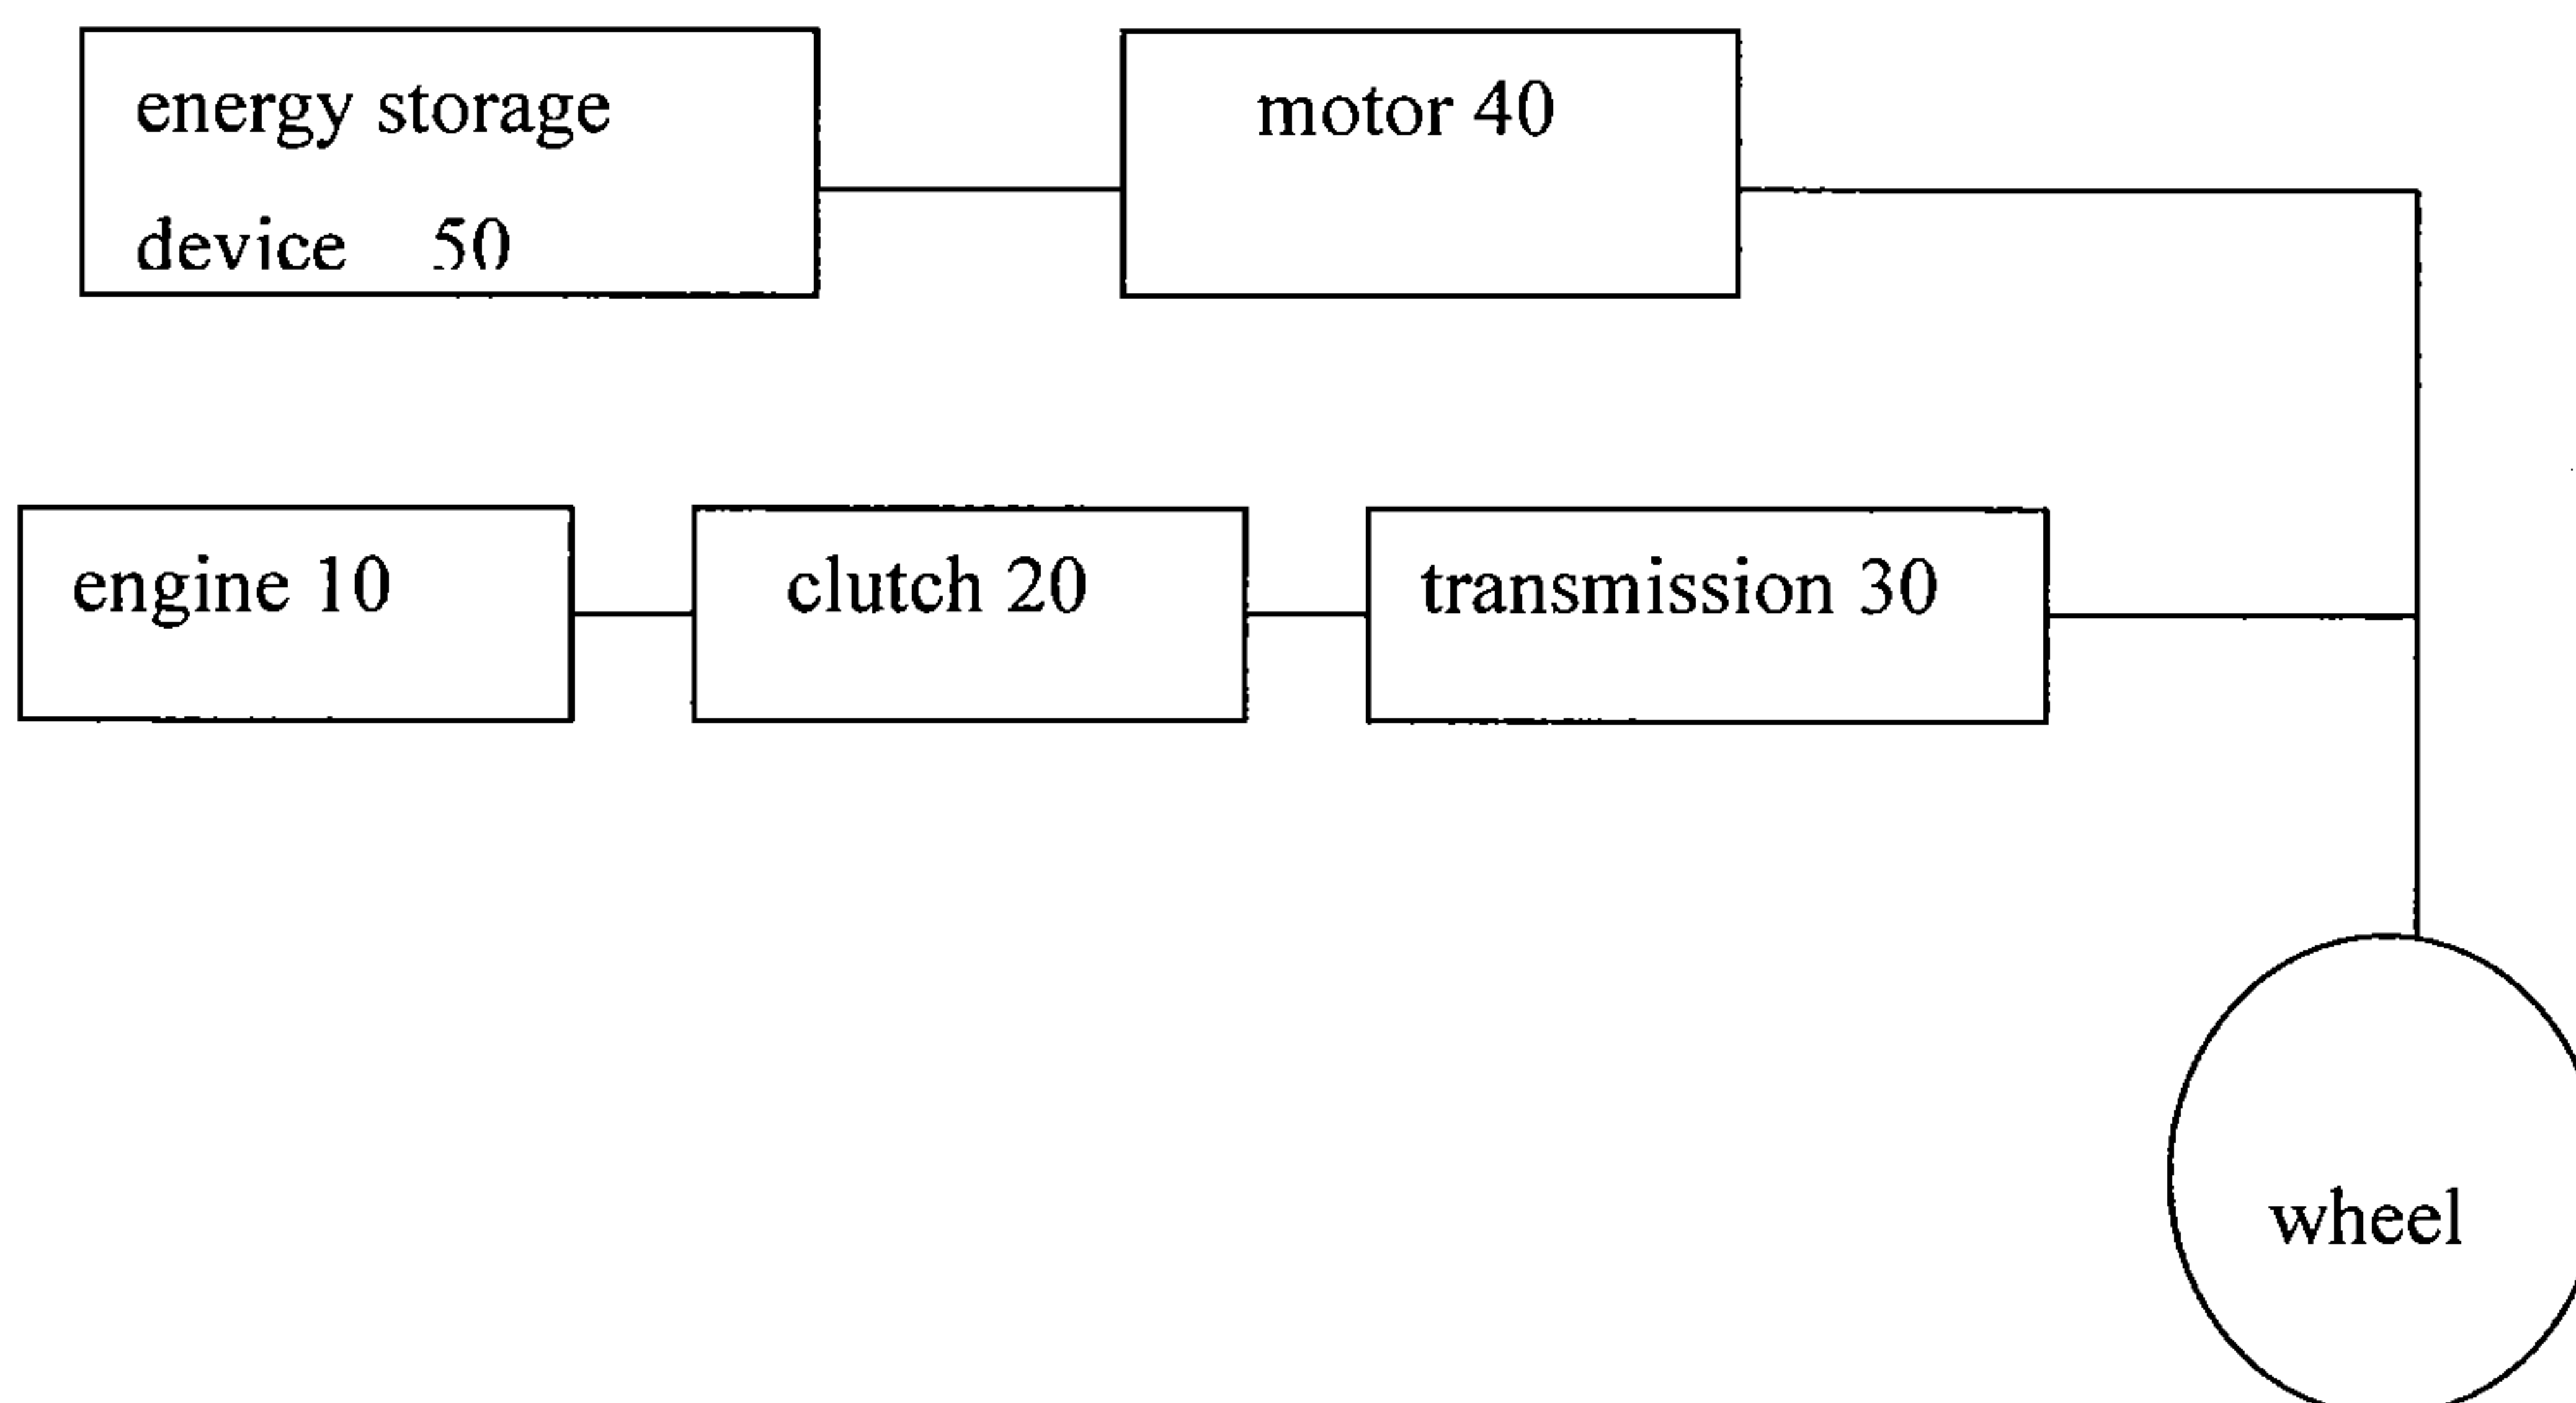 energy storage
device 50
motor 40
engine 10
clutch 20
transmission 30
wheel